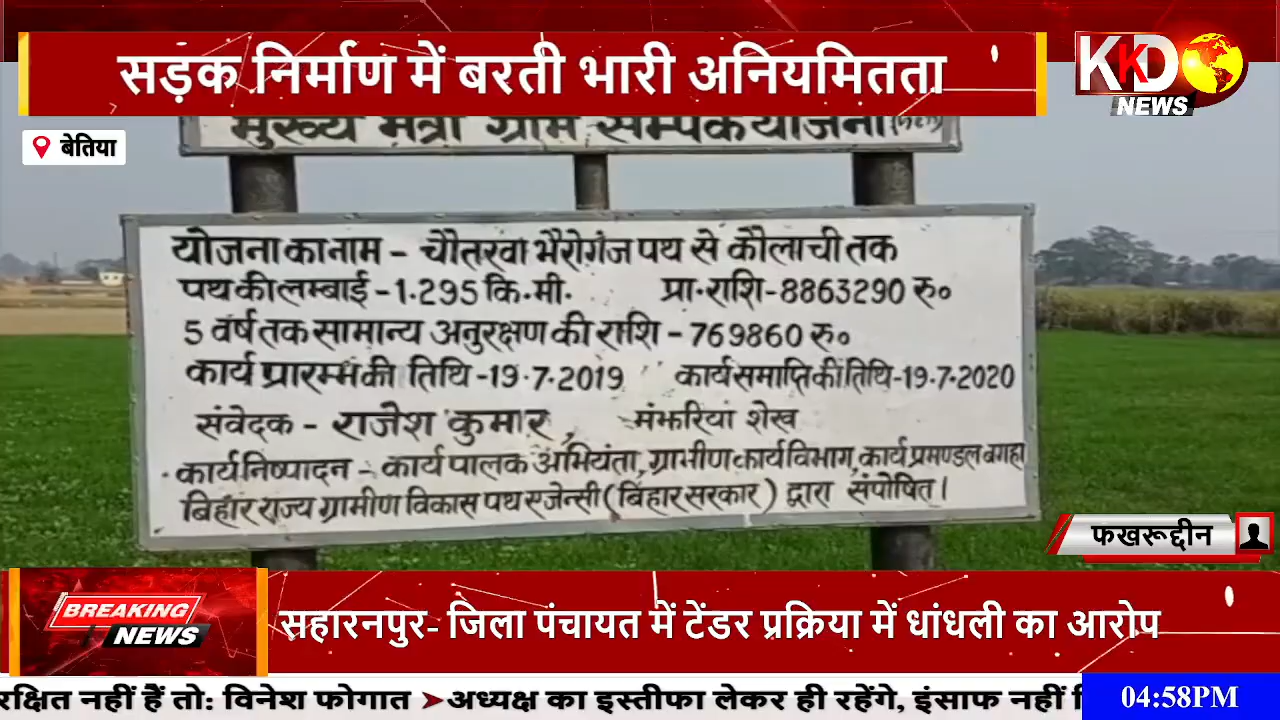 सड़क निर्माण में बरती भारी अनियमितता
KKD NEWS
बेतिया
मुख्य मंत्री ग्राम सम्पर्क योजना
योजना का नाम - चौतरवा भैरोगंज पथ से कौलाची तक
पथ की लम्बाई - 1.295 कि.मी. प्रा. राशि - 8863290 रु०
5 वर्ष तक सामान्य अनुरक्षण की राशि - 769860 रु०
कार्य प्रारम्भ की तिथि - 19.7.2019 कार्य समाप्ति की तिथि - 19.7.2020
संवेदक - राजेश कुमार, मंझरिया शेख
कार्य निष्पादन - कार्य पालक अभियंता, ग्रामीण कार्य विभाग, कार्य प्रमण्डल बगहा
बिहार राज्य ग्रामीण विकास पथ एजेन्सी (बिहार सरकार) द्वारा संपोषित।
फखरूद्दीन
BREAKING NEWS
सहारनपुर- जिला पंचायत में टेंडर प्रक्रिया में धांधली का आरोप
रक्षित नहीं हैं तो: विनेश फोगात ➤अध्यक्ष का इस्तीफा लेकर ही रहेंगे, इंसाफ नहीं
04:58PM